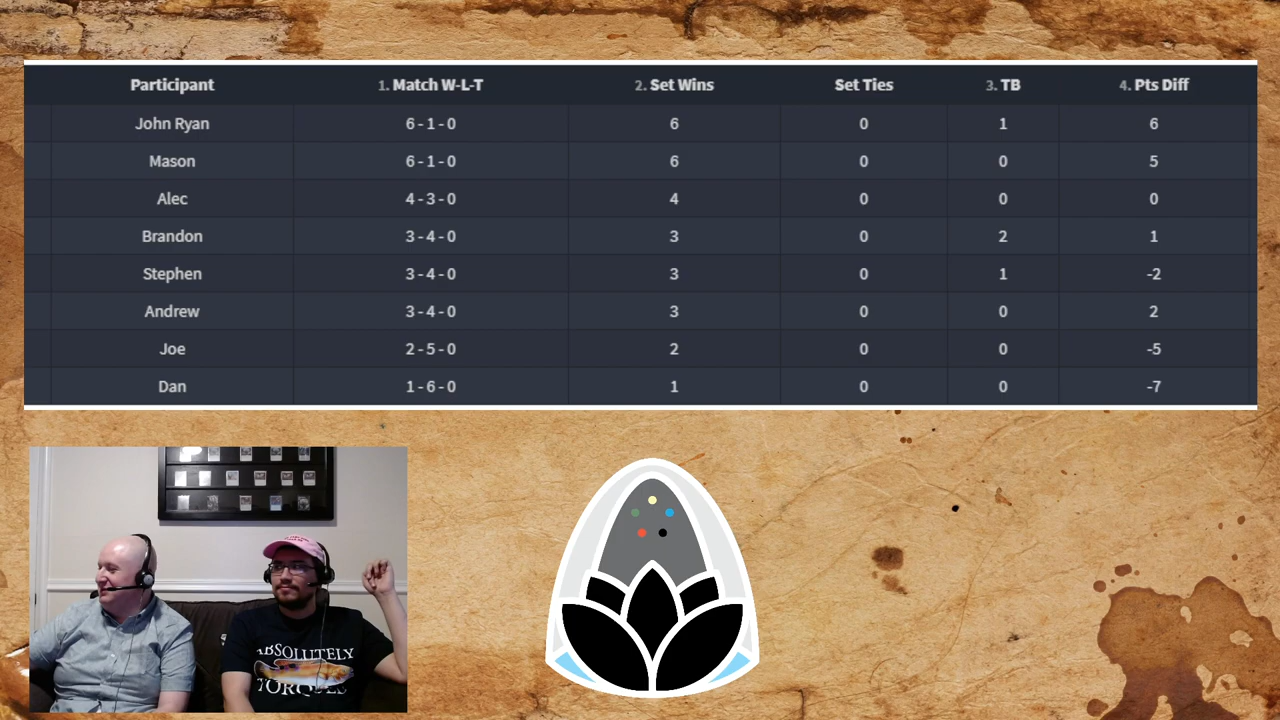 Participant 1. Match W-L-T 2. Set Wins Set Ties 3. TB 4. Pts Diff
John Ryan 6 - 1 - 0 6 0 1 6
Mason 6 - 1 - 0 6 0 0 5
Alec 4 - 3 - 0 4 0 0 0
Brandon 3 - 4 - 0 3 0 2 1
Stephen 3 - 4 - 0 3 0 1 -2
Andrew 3 - 4 - 0 3 0 0 2
Joe 2 - 5 - 0 2 0 0 -5
Dan 1 - 6 - 0 1 0 0 -7
ABSOLUTELY